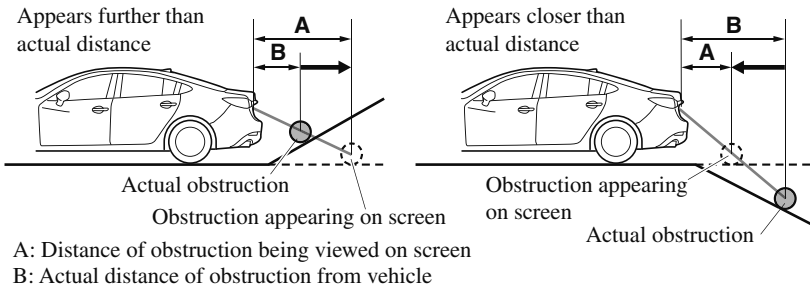 Appears further than
actual distance
A
B
Actual obstruction
Obstruction appearing on screen
Appears closer than
actual distance
B
A
Obstruction appearing
on screen
Actual obstruction
A: Distance of obstruction being viewed on screen
B: Actual distance of obstruction from vehicle